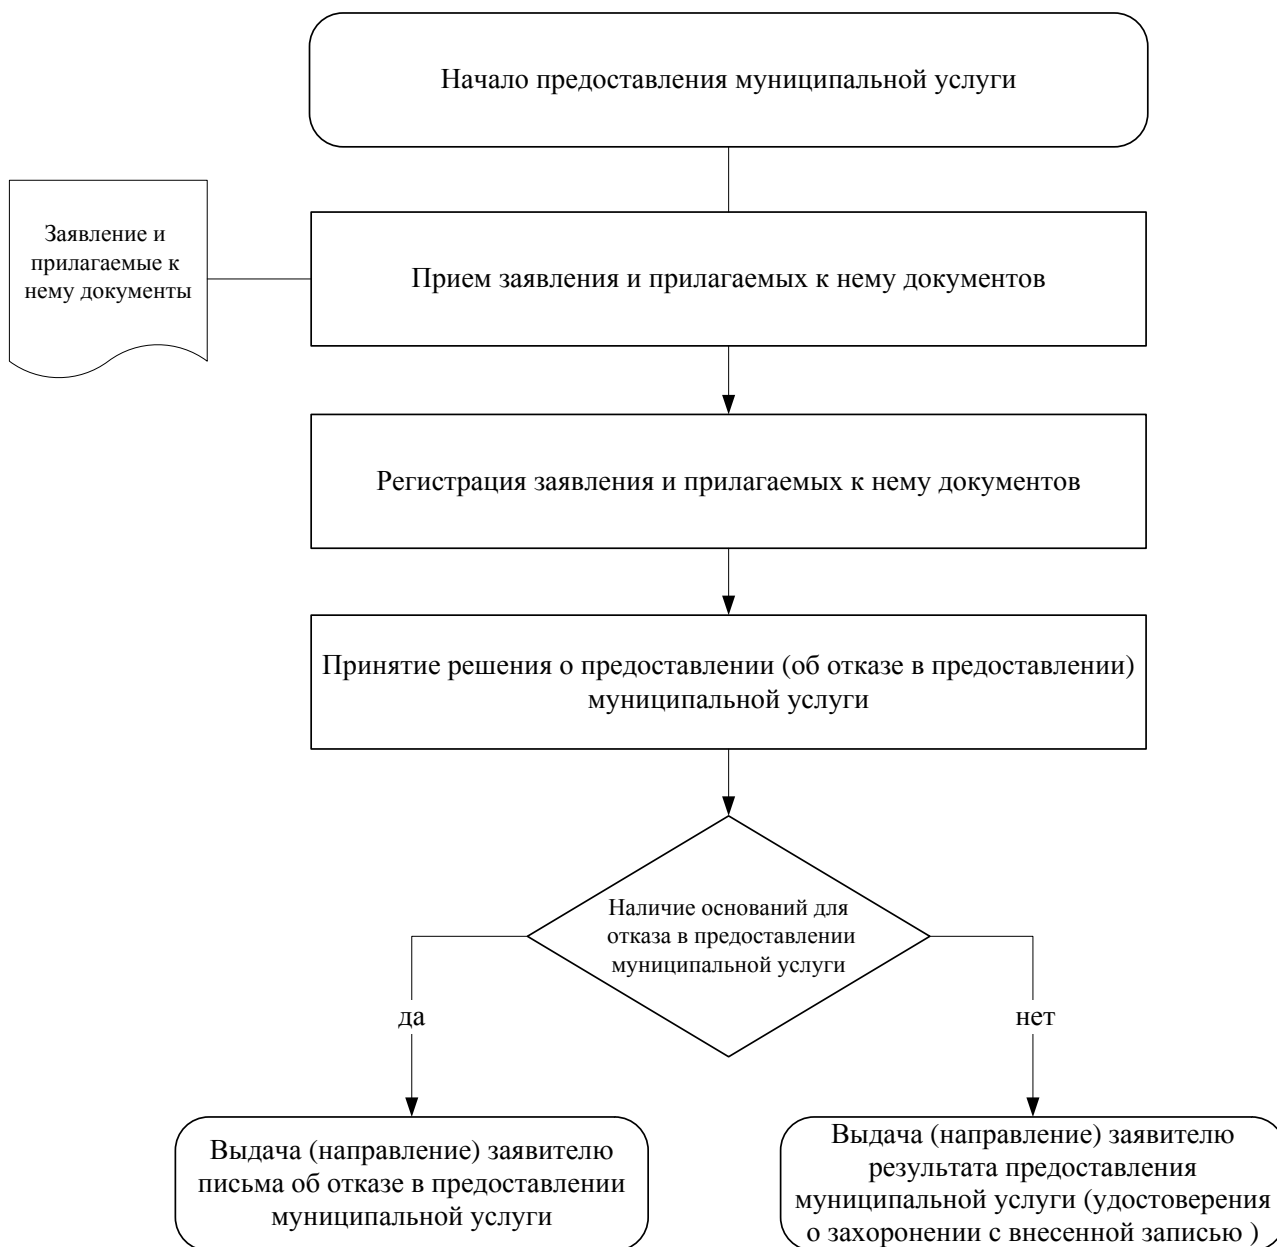 Начало предоставления муниципальной услуги
Заявление и
прилагаемые к
нему документы
Прием заявления и прилагаемых к нему документов
Регистрация заявления и прилагаемых к нему документов
Принятие решения о предоставлении (об отказе в предоставлении)
муниципальной услуги
Наличие оснований для
отказа в предоставлении
муниципальной услуги
да
нет
Выдача (направление) заявителю
письма об отказе в предоставлении
муниципальной услуги
Выдача (направление) заявителю
результата предоставления
муниципальной услуги (удостоверения
о захоронении с внесенной записью )